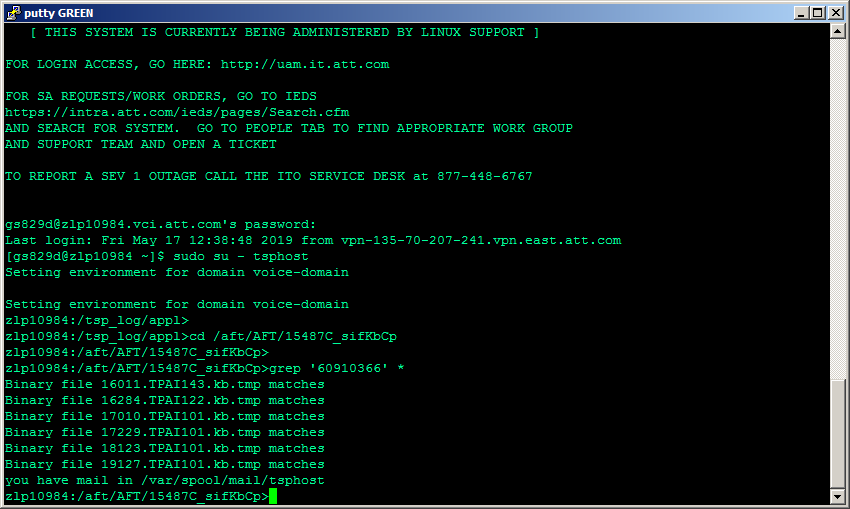 putty GREEN
[ THIS SYSTEM IS CURRENTLY BEING ADMINISTERED BY LINUX SUPPORT ]
FOR LOGIN ACCESS, GO HERE: http://uam.it.att.com
FOR SA REQUESTS/WORK ORDERS, GO TO IEDS
https://intra.att.com/ieds/pages/Search.cfm
AND SEARCH FOR SYSTEM.  GO TO PEOPLE TAB TO FIND APPROPRIATE WORK GROUP
AND SUPPORT TEAM AND OPEN A TICKET
TO REPORT A SEV 1 OUTAGE CALL THE ITO SERVICE DESK at 877-448-6767
gs829d@zlp10984.vci.att.com's password:
Last login: Fri May 17 12:38:48 2019 from vpn-135-70-207-241.vpn.east.att.com
[gs829d@zlp10984 ~]$ sudo su - tsphost
Setting environment for domain voice-domain
Setting environment for domain voice-domain
zlp10984:/tsp_log/appl>
zlp10984:/tsp_log/appl>cd /aft/AFT/15487C_sifKbCp
zlp10984:/aft/AFT/15487C_sifKbCp>
zlp10984:/aft/AFT/15487C_sifKbCp>grep '60910366' *
Binary file 16011.TPAI143.kb.tmp matches
Binary file 16284.TPAI122.kb.tmp matches
Binary file 17010.TPAI101.kb.tmp matches
Binary file 17229.TPAI101.kb.tmp matches
Binary file 18123.TPAI101.kb.tmp matches
Binary file 19127.TPAI101.kb.tmp matches
you have mail in /var/spool/mail/tsphost
zlp10984:/aft/AFT/15487C_sifKbCp>